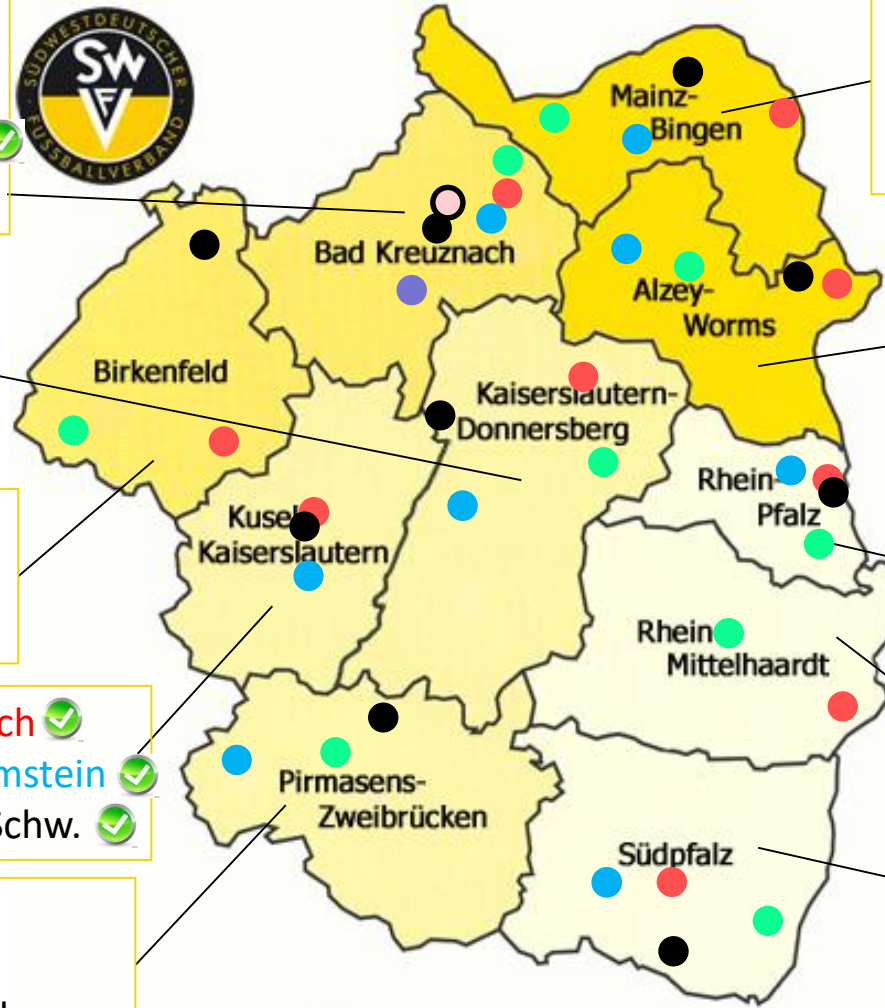 SÜDWESTDEUTSCHER
SWFV
FUSSBALLVERBAND
Mainz-
Bingen
Bad Kreuznach
Alzey-
Worms
Birkenfeld
Kaiserslautern-
Donnersberg
Rhein-
Pfalz
Kusel
Kaiserslautern
Rhein
Mittelhaardt
ch
mstein
Schw.
Pirmasens-
Zweibrücken
Südpfalz